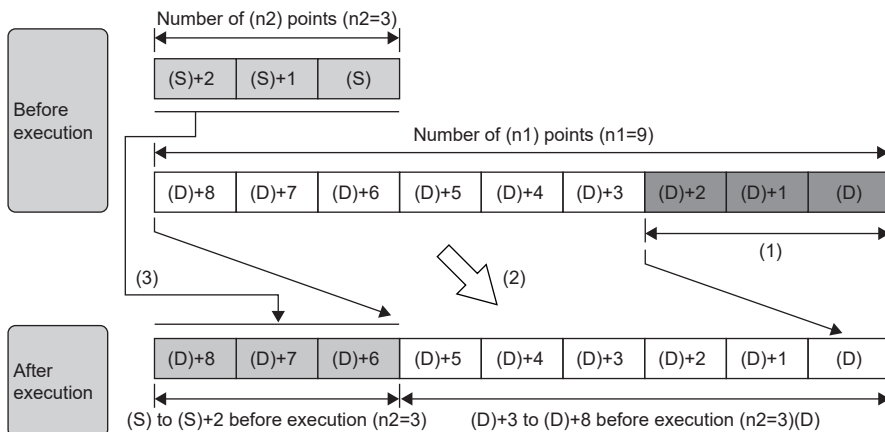 Number of (n2) points (n2=3)
(S)+2 (S)+1 (S)
Before
execution
Number of (n1) points (n1=9)
(D)+8 (D)+7 (D)+6 (D)+5 (D)+4 (D)+3 (D)+2 (D)+1 (D)
(1)
(3)
(2)
(D)+8 (D)+7 (D)+6 (D)+5 (D)+4 (D)+3 (D)+2 (D)+1 (D)
After
execution
(S) to (S)+2 before execution (n2=3)
(D)+3 to (D)+8 before execution (n2=3)(D)